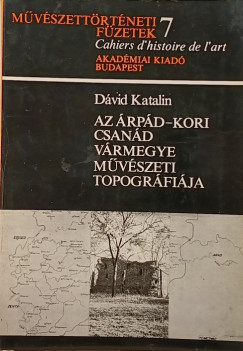 MŰVÉSZETTÖRTÉNETI
FÜZETEK 7
Cahiers d'histoire de l'art
AKADÉMIAI KIADÓ
BUDAPEST
Dávid Katalin
AZ ÁRPÁD-KORI
CSANÁD
VÁRMEGYE
MŰVÉSZETI
TOPOGRÁFIÁJA